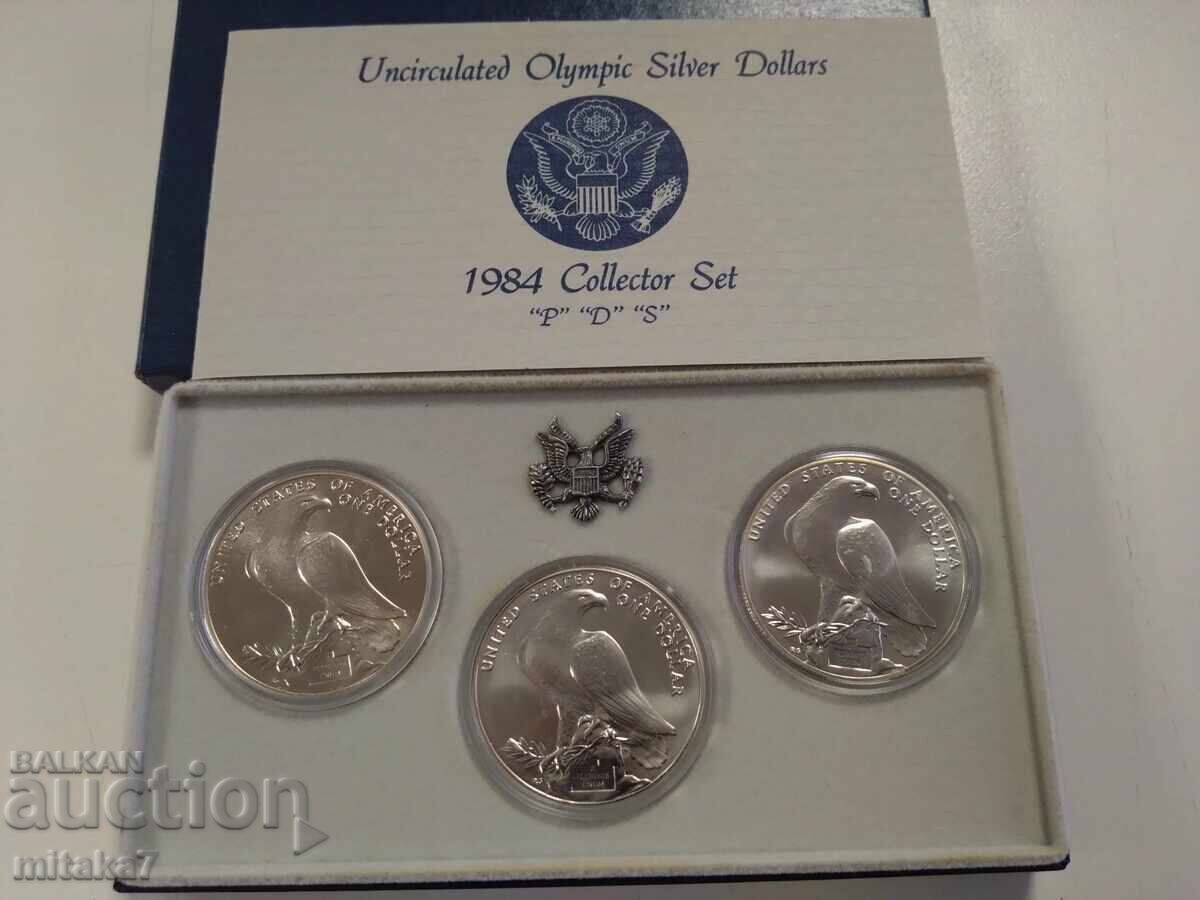 Uncirculated Olympic Silver Dollars
1984 Collector Set
"P" "D" "S"
UNITED STATES OF AMERICA
ONE DOLLAR
UNITED STATES OF AMERICA
ONE DOLLAR
UNITED STATES OF AMERICA
ONE DOLLAR
BALKAN
auction
mitaka7